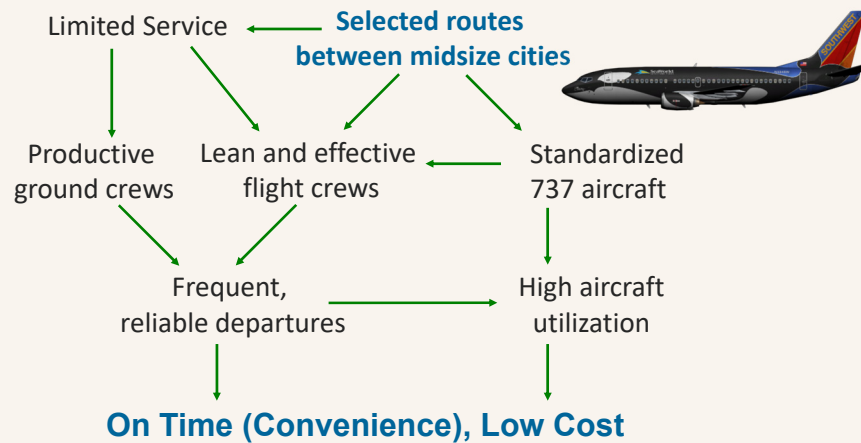 Limited Service
Selected routes
between midsize cities
SOUTHWEST
Productive
ground crews
Lean and effective
flight crews
Standardized
737 aircraft
Frequent,
reliable departures
High aircraft
utilization
On Time (Convenience), Low Cost